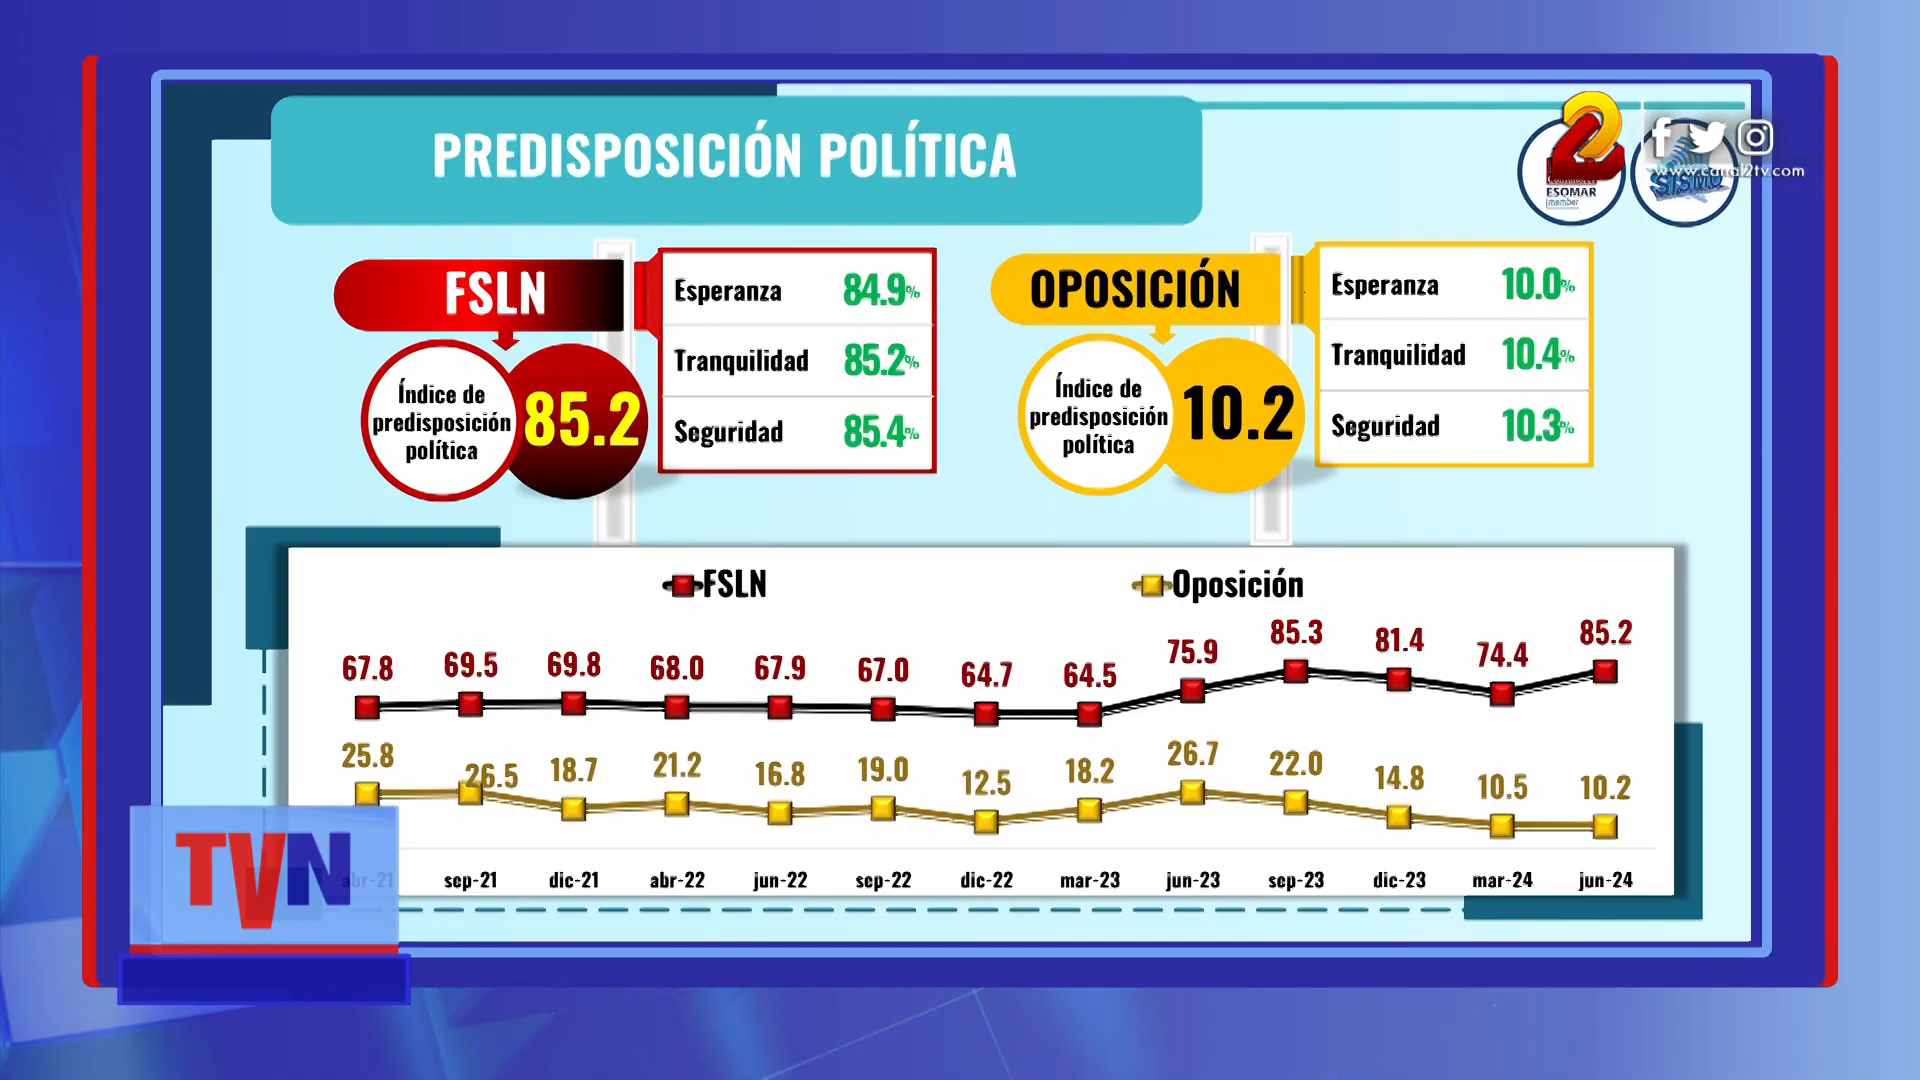 PREDISPOSICIÓN POLÍTICA
2
www.canal2tv.com
ESOMAR
member
SISMO
FSLN
Índice de
predisposición
política
85.2
Esperanza 84.9%
Tranquilidad 85.2%
Seguridad 85.4%
OPOSICIÓN
Índice de
predisposición
política
10.2
Esperanza 10.0%
Tranquilidad 10.4%
Seguridad 10.3%
FSLN Oposición
67.8 69.5 69.8 68.0 67.9 67.0 64.7 64.5 75.9 85.3 81.4 74.4 85.2
25.8 26.5 18.7 21.2 16.8 19.0 12.5 18.2 26.7 22.0 14.8 10.5 10.2
abr-21 sep-21 dic-21 abr-22 jun-22 sep-22 dic-22 mar-23 jun-23 sep-23 dic-23 mar-24 jun-24
TVN